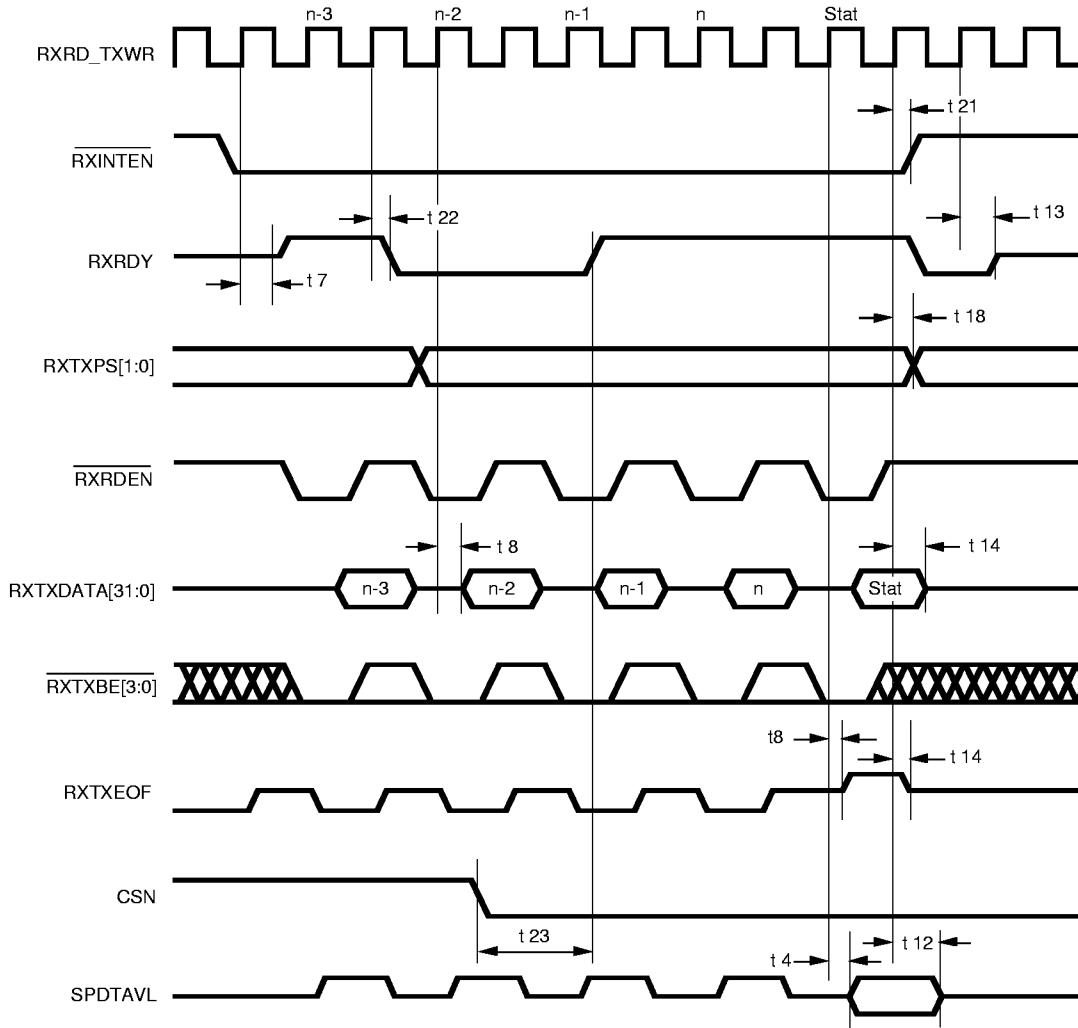 n-3 n-2 n-1 n Stat
RXRD_TXWR
t 21
RXINTEN
t 22
t 13
RXRDY
t 7
t 18
RXTXPS[1:0]
RXRDEN
t 8
t 14
RXTXDATA[31:0] n-3 n-2 n-1 n Stat
RXTXBE[3:0]
t8
t 14
RXTXEOF
CSN
t 23
t 12
t 4
SPDTAVL